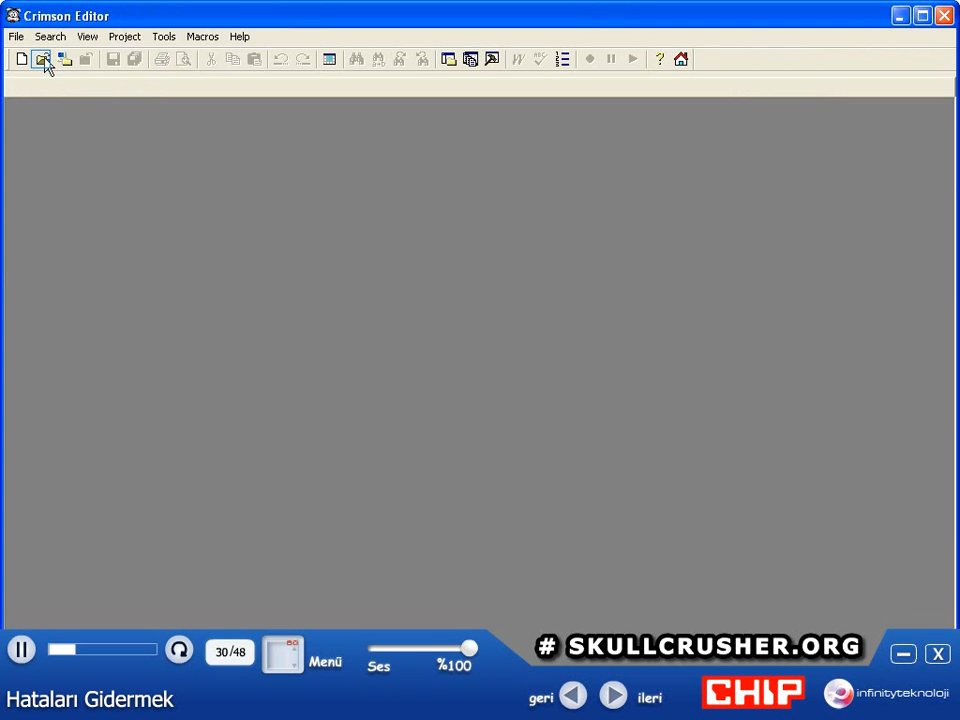 Crimson Editor
File Search View Project Tools Macros Help
30/48
Menü
Ses
%100
# SKULLCRUSHER.ORG
X
Hataları Gidermek
geri
ileri
CHIP
infinityteknoloji